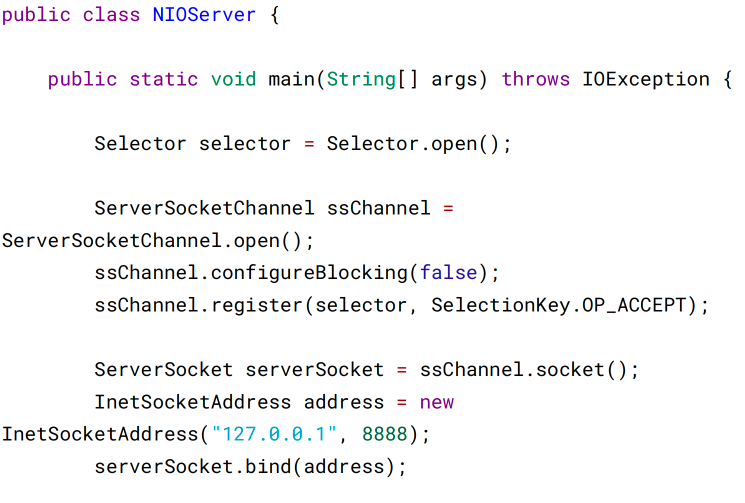 public class NIOServer {
    public static void main(String[] args) throws IOException {
        Selector selector = Selector.open();
        ServerSocketChannel ssChannel =
ServerSocketChannel.open();
        ssChannel.configureBlocking(false);
        ssChannel.register(selector, SelectionKey.OP_ACCEPT);
        ServerSocket serverSocket = ssChannel.socket();
        InetSocketAddress address = new
InetSocketAddress("127.0.0.1", 8888);
        serverSocket.bind(address);